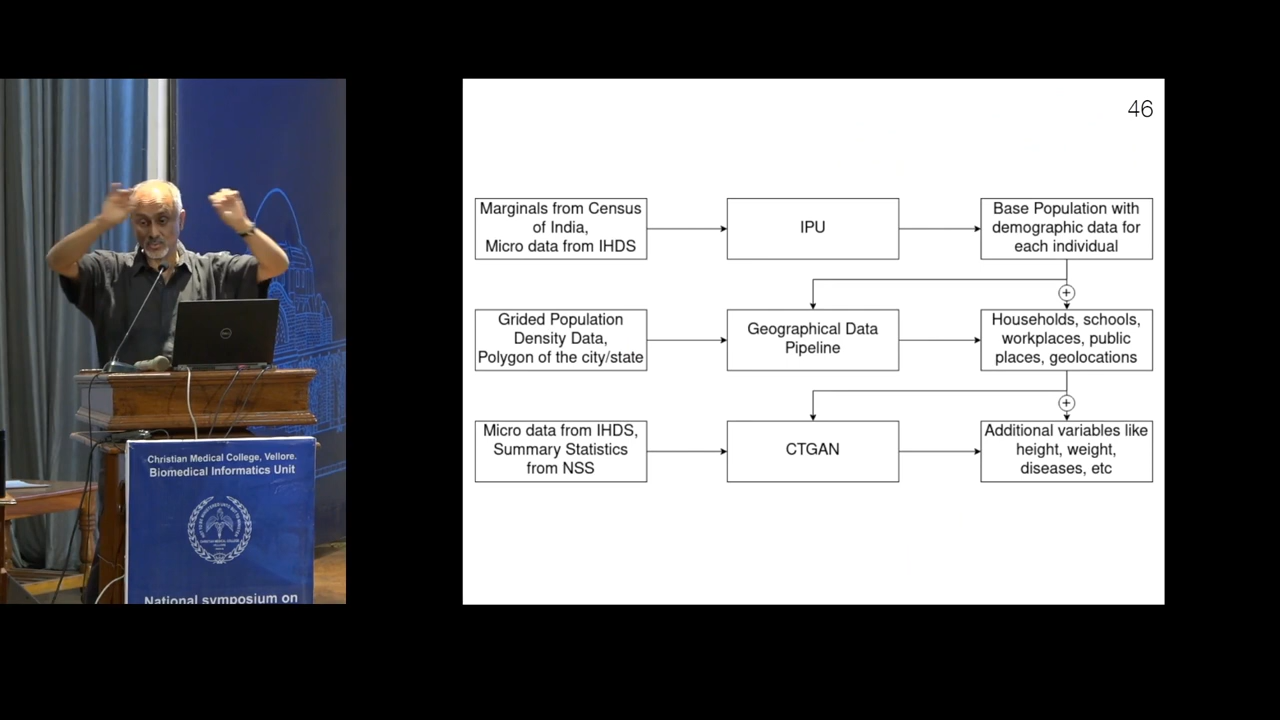 46
Marginals from Census
of India,
Micro data from IHDS
IPU
Base Population with
demographic data for
each individual
+
Grided Population
Density Data,
Polygon of the city/state
Geographical Data
Pipeline
Households, schools,
workplaces, public
places, geolocations
+
Micro data from IHDS,
Summary Statistics
from NSS
CTGAN
Additional variables like
height, weight,
diseases, etc
DELL
Christian Medical College, Vellore.
Biomedical Informatics Unit
National symposium on